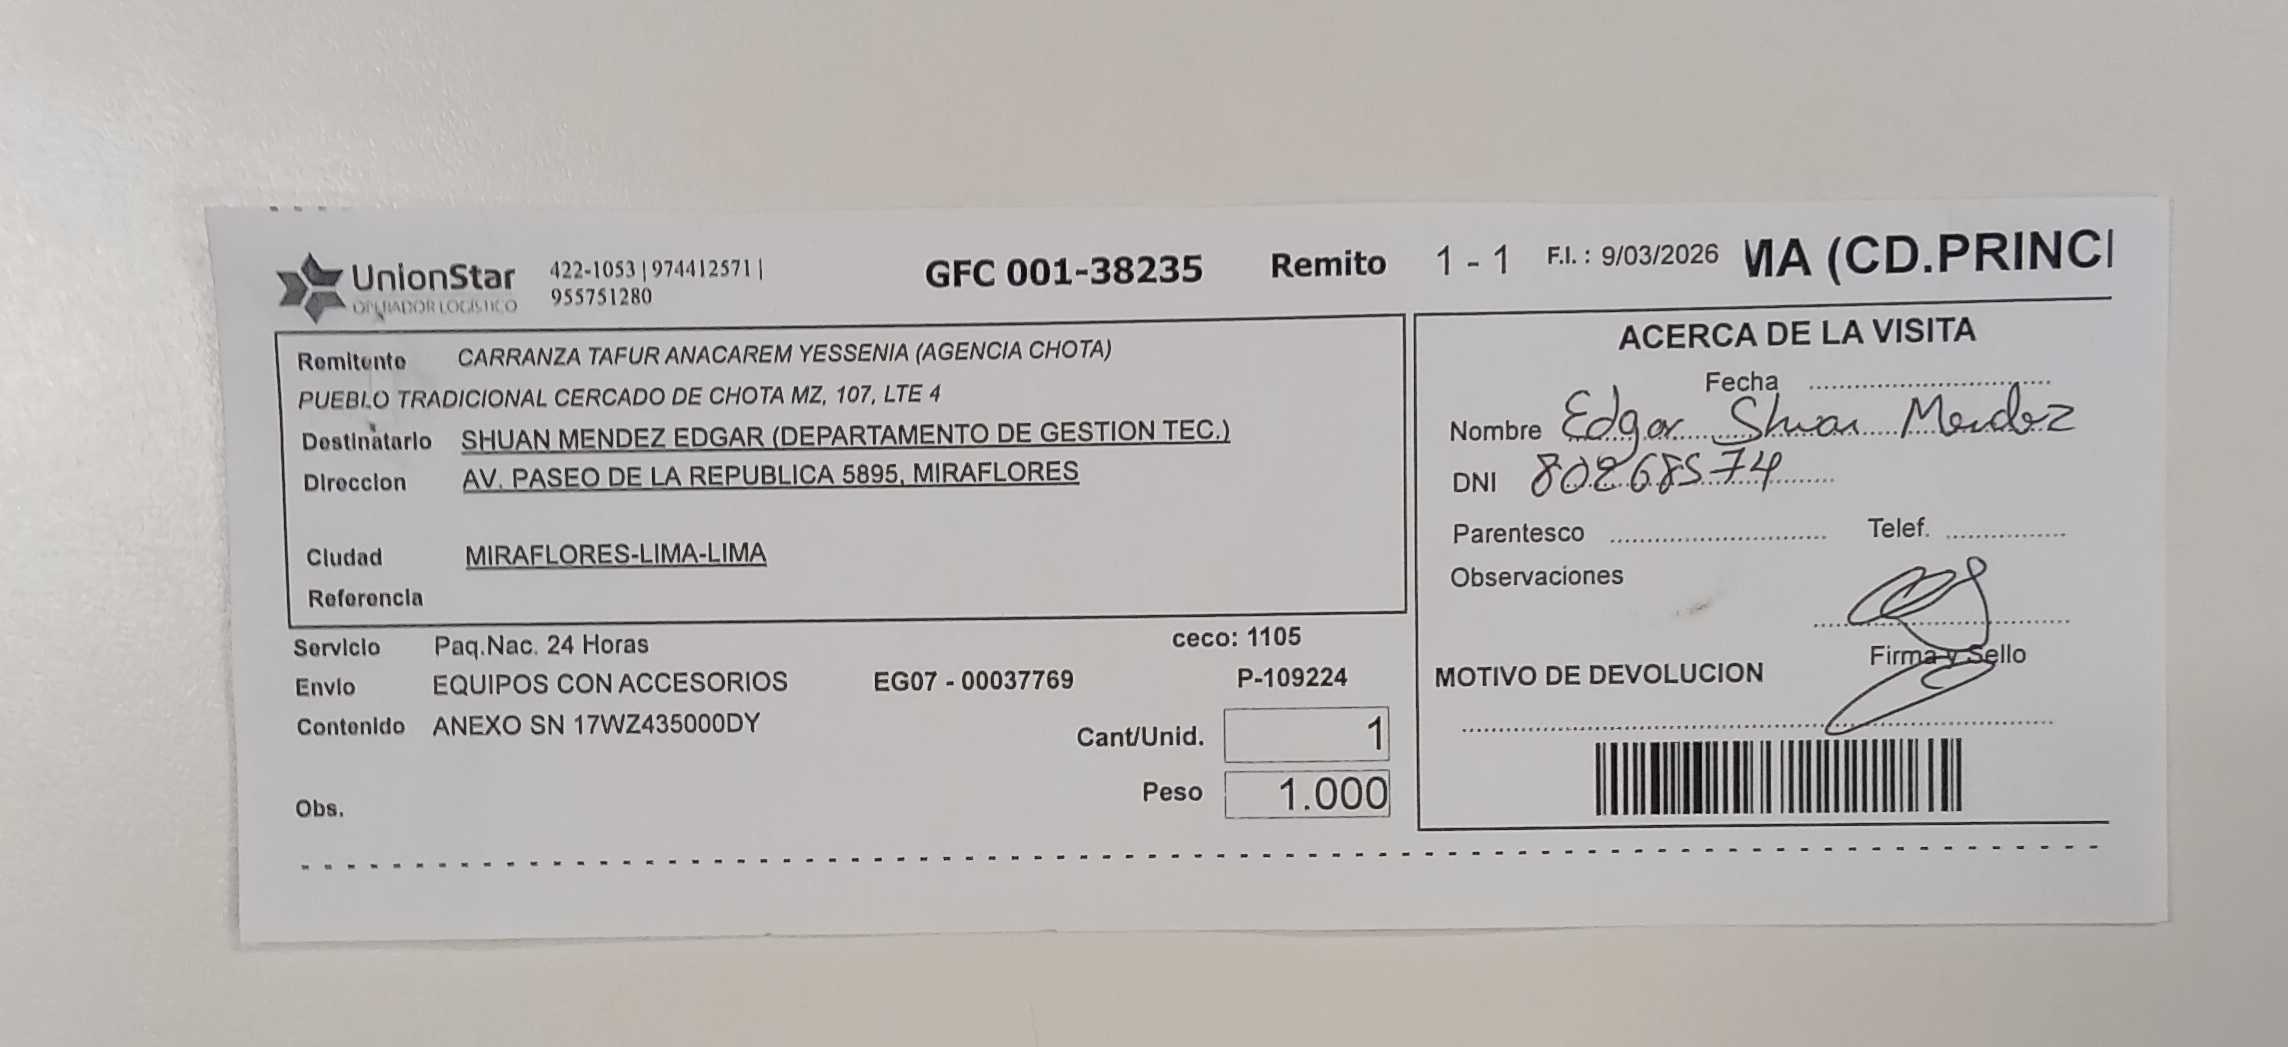 UnionStar 422-1053 | 974412571 | GFC 001-38235 Remito 1 - 1 F.I. : 9/03/2026 MA (CD.PRINCI
OPERADOR LOGÍSTICO 955751280
Remitente CARRANZA TAFUR ANACAREM YESSENIA (AGENCIA CHOTA)
PUEBLO TRADICIONAL CERCADO DE CHOTA MZ, 107, LTE 4
Destinatario SHUAN MENDEZ EDGAR (DEPARTAMENTO DE GESTION TEC.)
Direccion AV. PASEO DE LA REPUBLICA 5895, MIRAFLORES
Ciudad MIRAFLORES-LIMA-LIMA
Referencia
Servicio Paq.Nac. 24 Horas ceco: 1105
Envio EQUIPOS CON ACCESORIOS EG07 - 00037769 P-109224
Contenido ANEXO SN 17WZ435000DY
Cant/Unid. 1
Peso 1.000
Obs.
ACERCA DE LA VISITA
Fecha
Nombre Edgar Shuan Mendez
DNI 80268574
Parentesco Telef.
Observaciones
Firma y Sello
MOTIVO DE DEVOLUCION